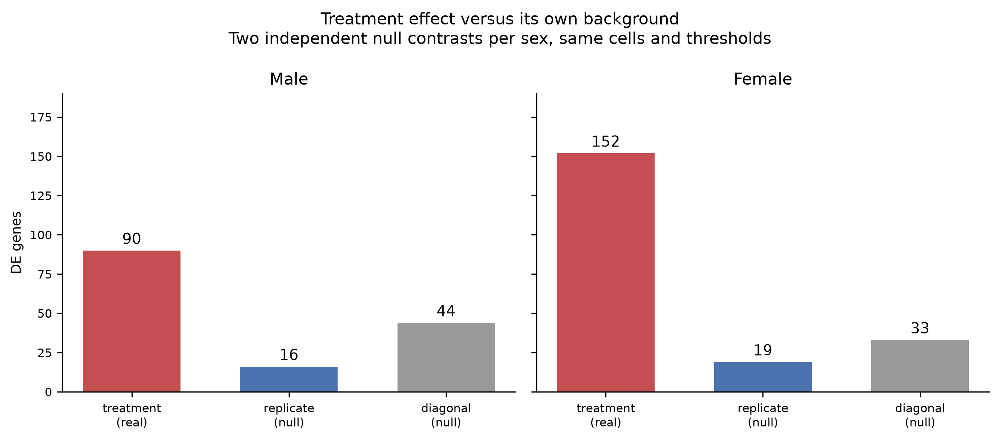 Treatment effect versus its own background
Two independent null contrasts per sex, same cells and thresholds
Male
DE genes
175
150
125
100
75
50
25
0
90
16
44
treatment
(real)
replicate
(null)
diagonal
(null)
Female
152
19
33
treatment
(real)
replicate
(null)
diagonal
(null)